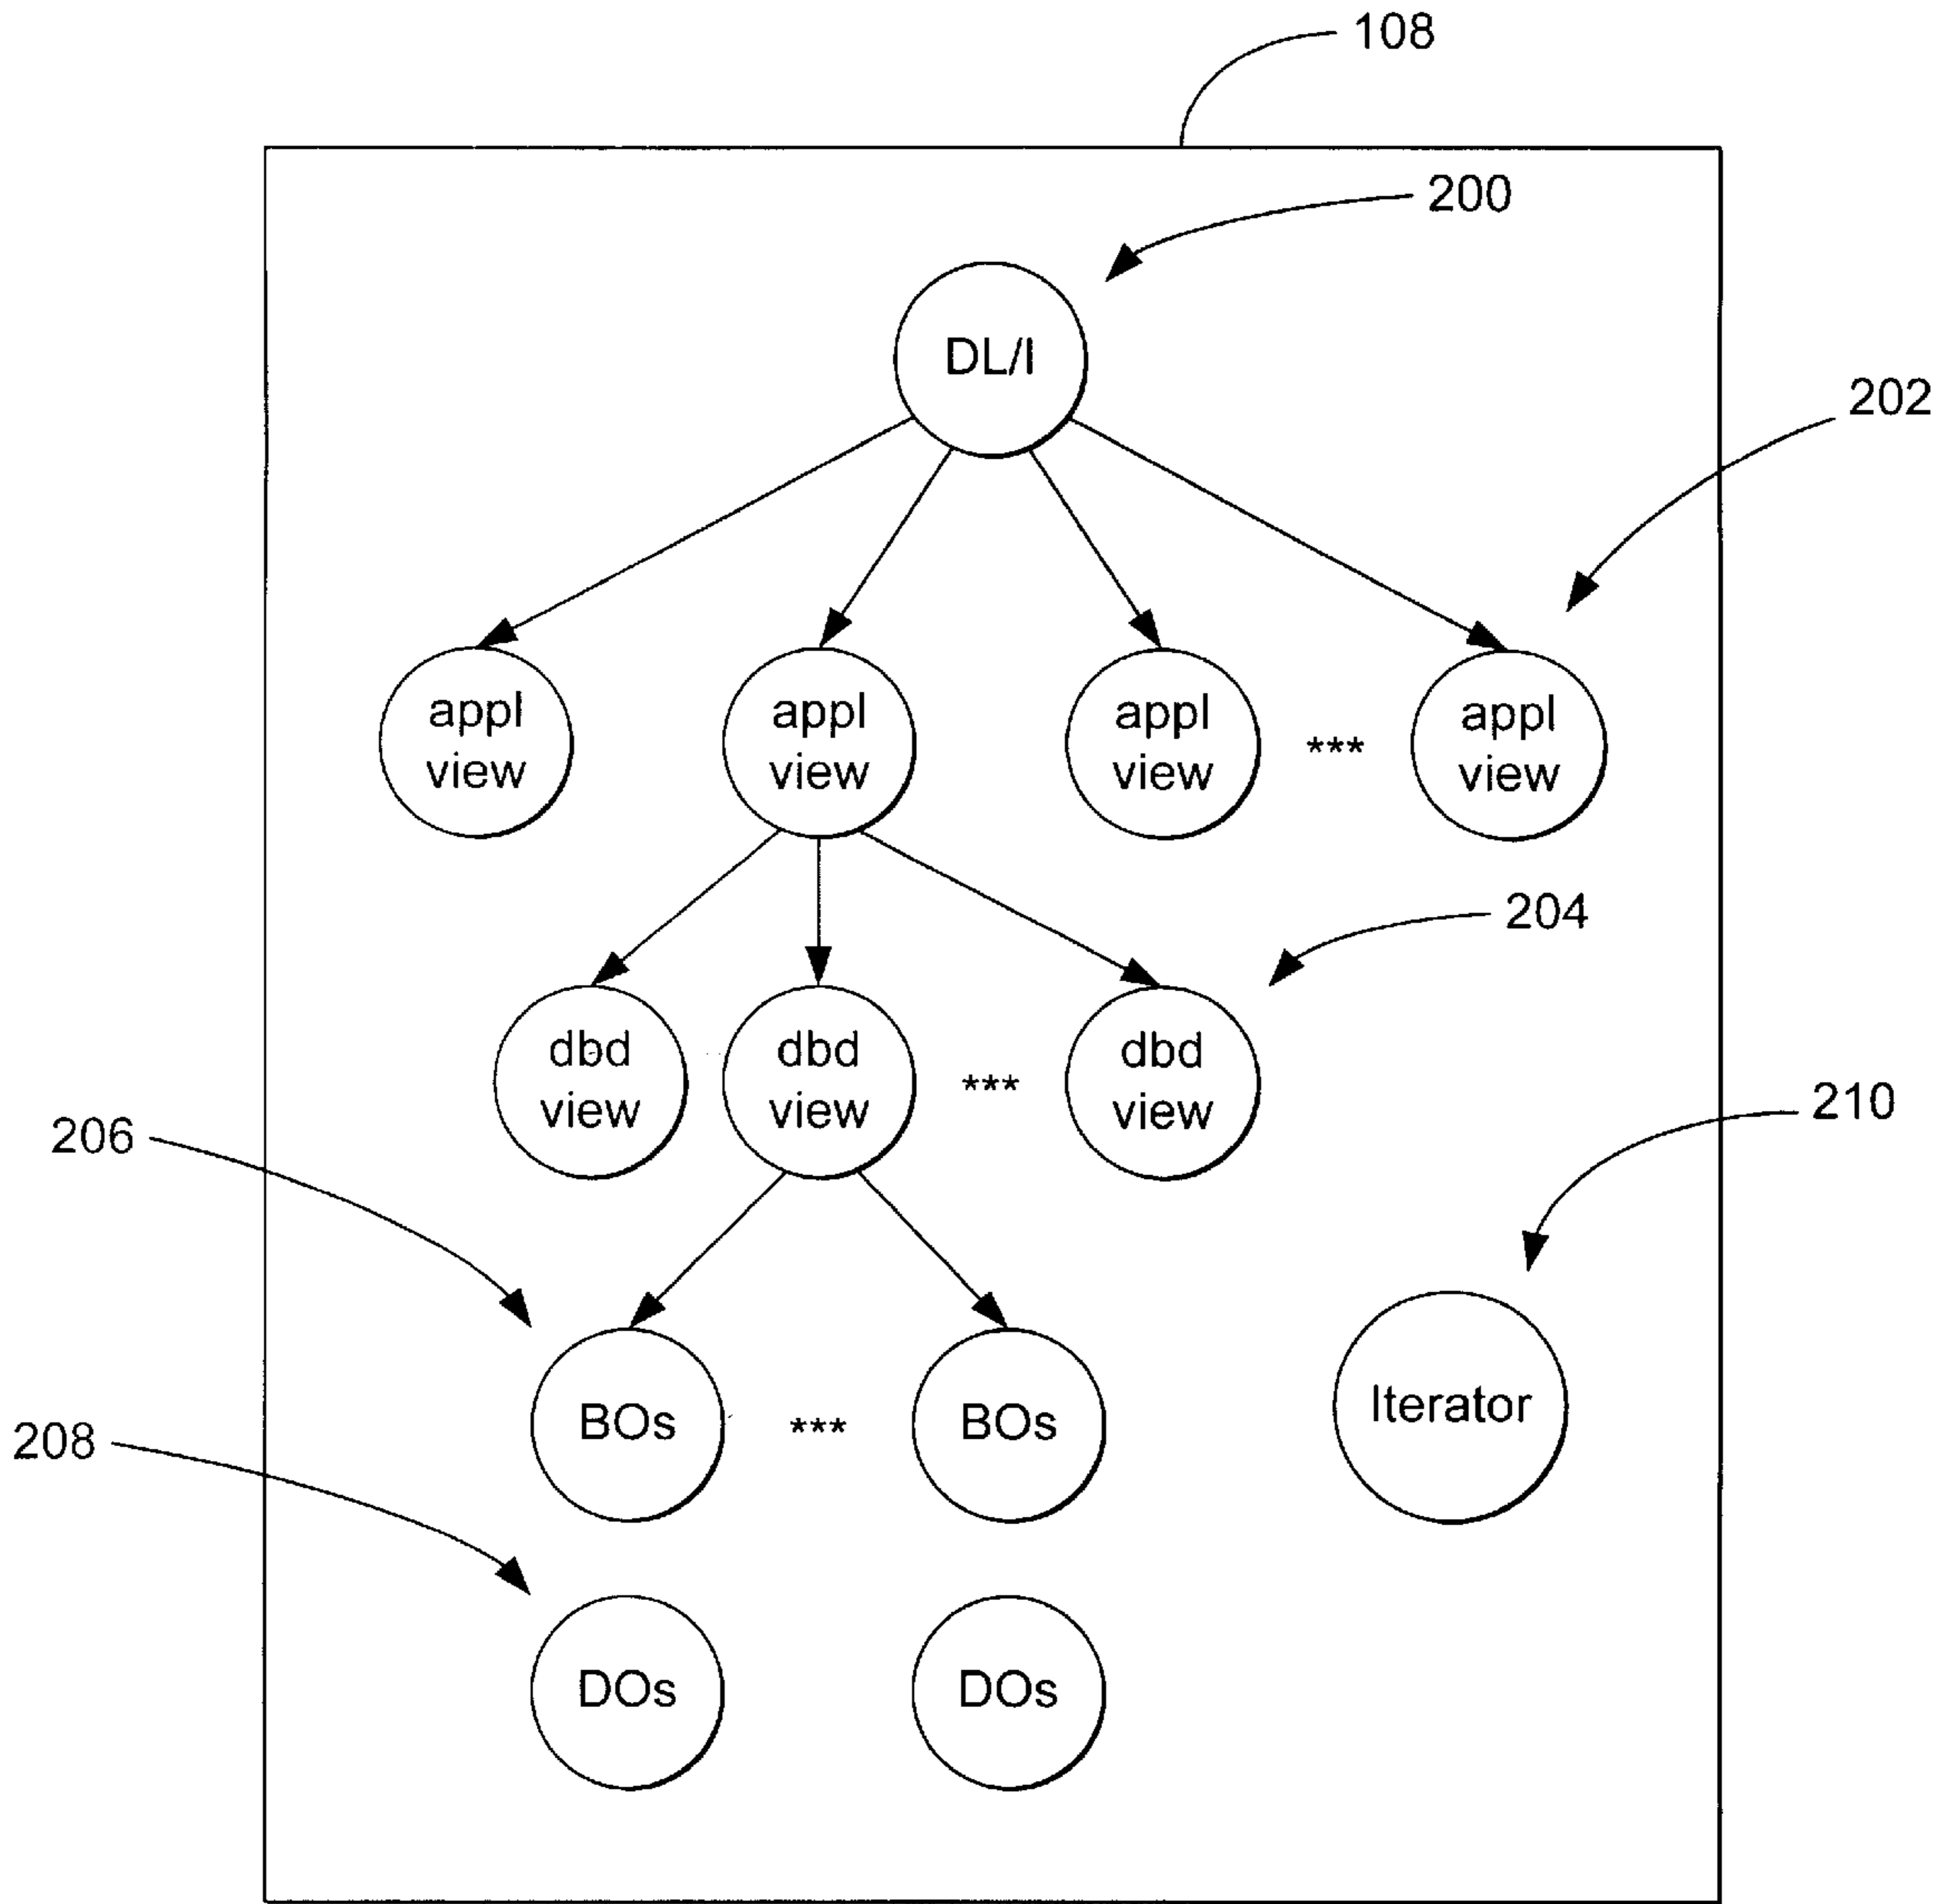 108
200
DL/I
202
appl
view
appl
view
appl
view
***
appl
view
204
dbd
view
dbd
view
***
dbd
view
210
206
BOs
***
BOs
Iterator
208
DOs
DOs